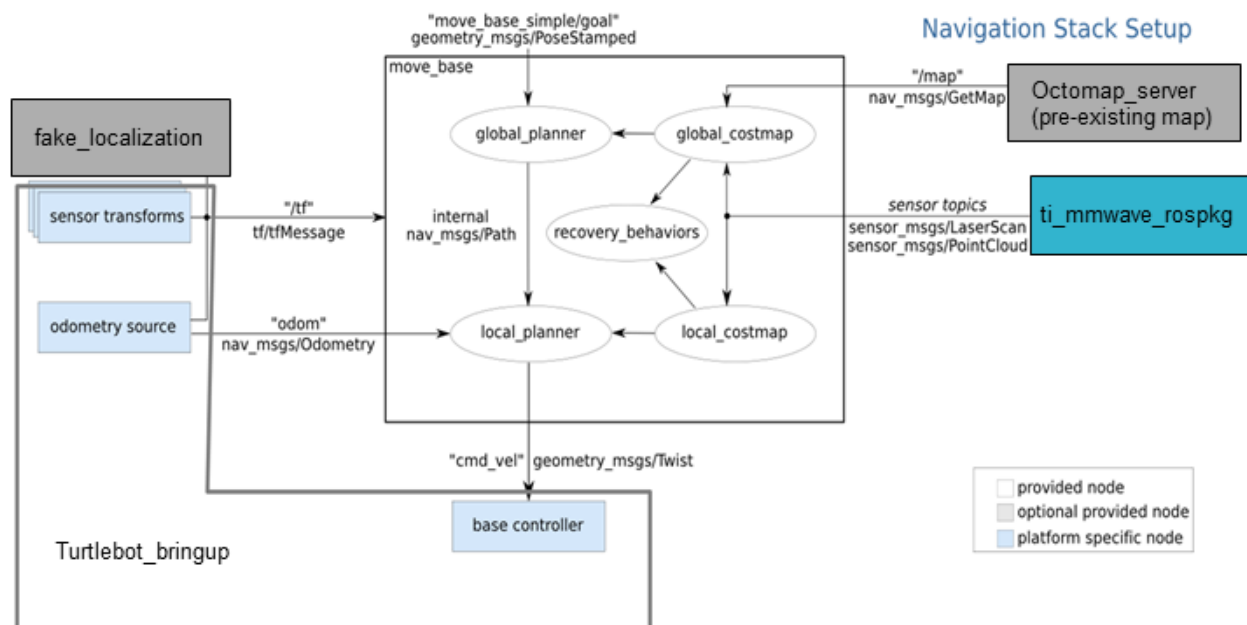 Navigation Stack Setup
"move_base_simple/goal"
geometry_msgs/PoseStamped
move_base
"/map"
nav_msgs/GetMap
Octomap_server
(pre-existing map)
fake_localization
global_planner
global_costmap
sensor transforms
"/tf"
tf/tfMessage
internal
nav_msgs/Path
recovery_behaviors
sensor topics
sensor_msgs/LaserScan
sensor_msgs/PointCloud
ti_mmwave_rospkg
odometry source
"odom"
nav_msgs/Odometry
local_planner
local_costmap
"cmd_vel"
geometry_msgs/Twist
base controller
Turtlebot_bringup
provided node
optional provided node
platform specific node